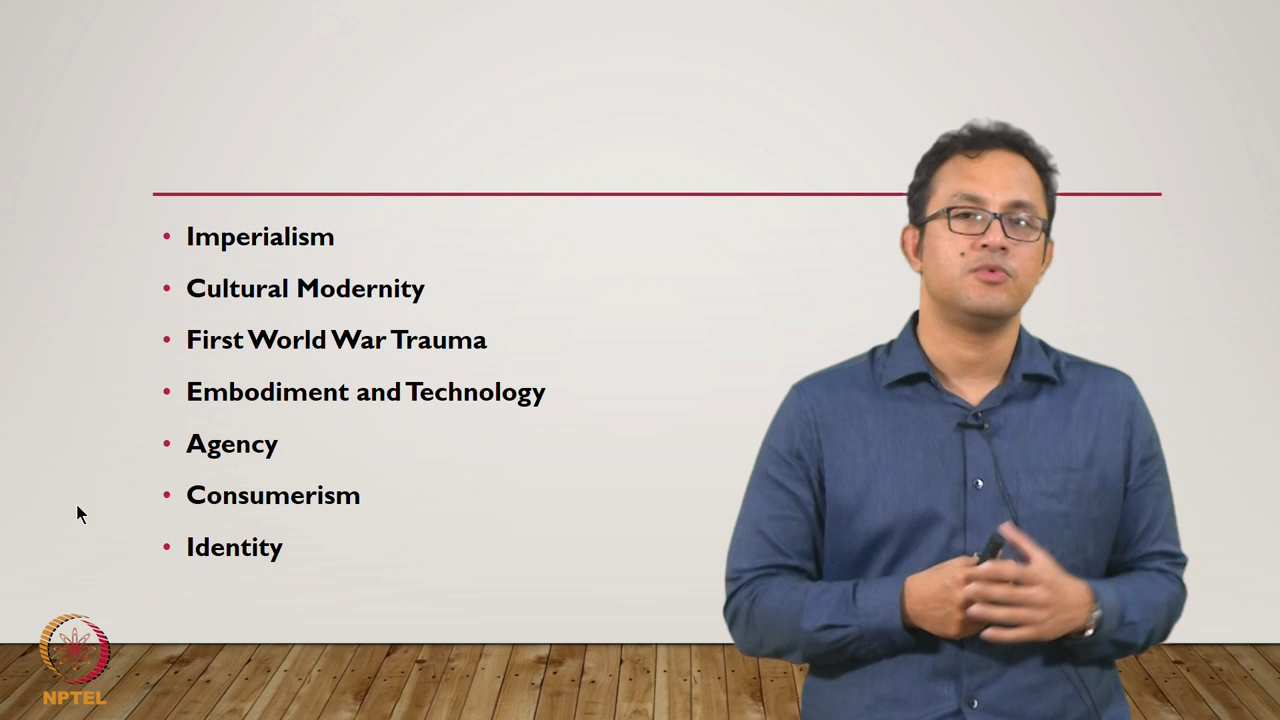 Imperialism
Cultural Modernity
First World War Trauma
Embodiment and Technology
Agency
Consumerism
Identity
NPTEL